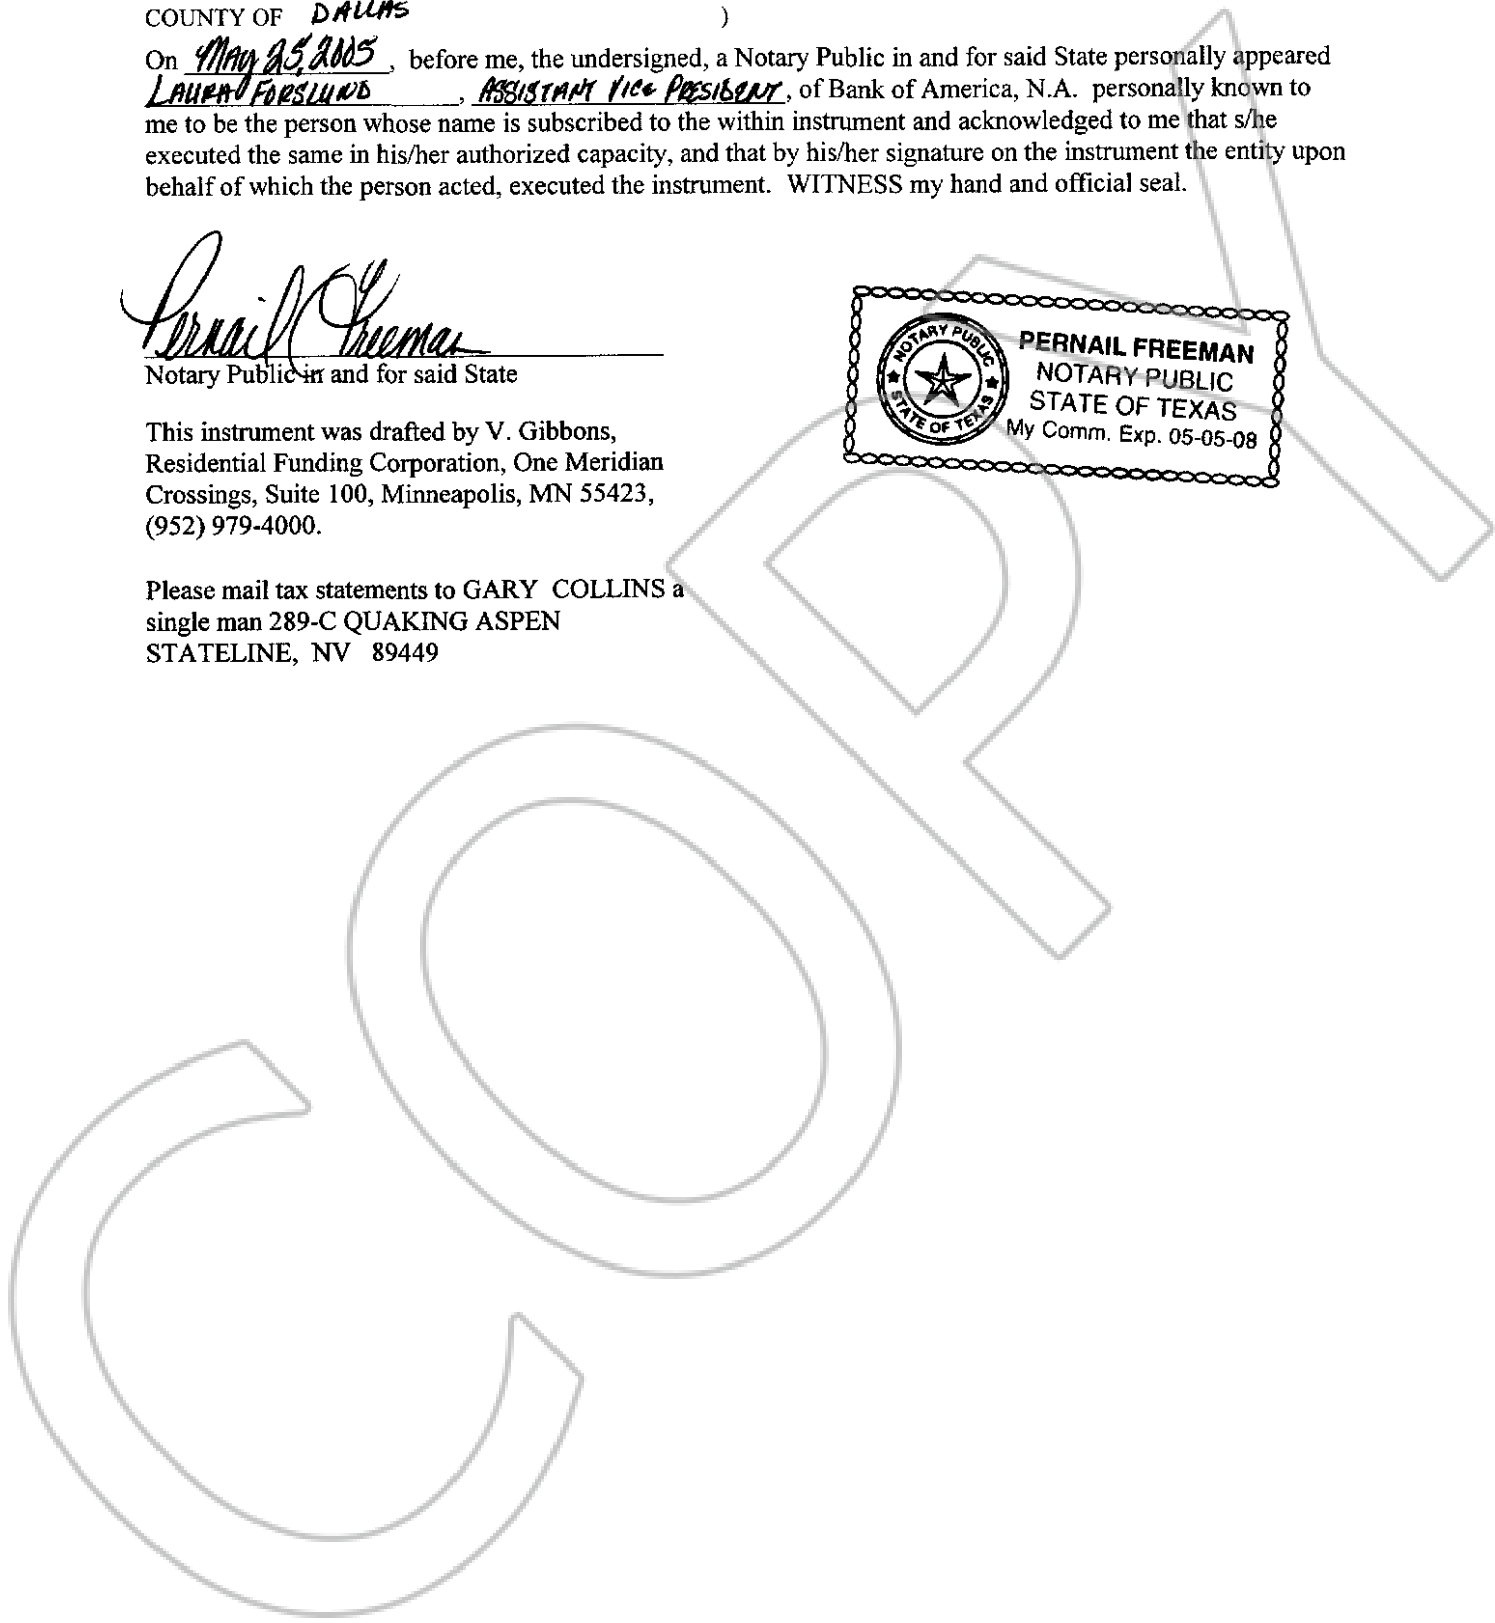 COUNTY OF DALLAS )
On MAY 25, 2005, before me, the undersigned, a Notary Public in and for said State personally appeared
LAURA FORSLUND, ASSISTANT VICE PRESIDENT, of Bank of America, N.A. personally known to
me to be the person whose name is subscribed to the within instrument and acknowledged to me that s/he
executed the same in his/her authorized capacity, and that by his/her signature on the instrument the entity upon
behalf of which the person acted, executed the instrument. WITNESS my hand and official seal.
Pernail Freeman
Notary Public in and for said State
NOTARY PUBLIC
STATE OF TEXAS
PERNAIL FREEMAN
NOTARY PUBLIC
STATE OF TEXAS
My Comm. Exp. 05-05-08
This instrument was drafted by V. Gibbons,
Residential Funding Corporation, One Meridian
Crossings, Suite 100, Minneapolis, MN 55423,
(952) 979-4000.
Please mail tax statements to GARY COLLINS a
single man 289-C QUAKING ASPEN
STATELINE, NV 89449
COPY